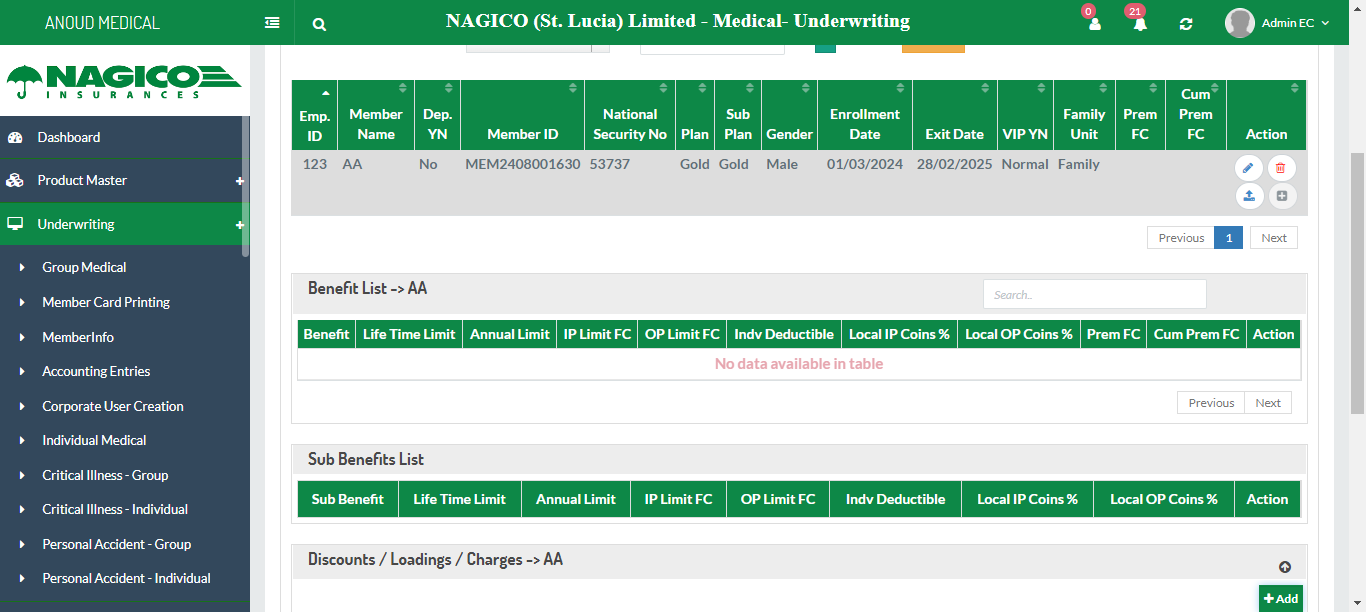 ANOUD MEDICAL
NAGICO (St. Lucia) Limited - Medical- Underwriting
0
21
Admin EC
NAGICO
INSURANCES
Dashboard
Product Master +
Underwriting +
Group Medical
Member Card Printing
MemberInfo
Accounting Entries
Corporate User Creation
Individual Medical
Critical Illness - Group
Critical Illness - Individual
Personal Accident - Group
Personal Accident - Individual
Emp. ID Member Name Dep. YN Member ID National Security No Plan Sub Plan Gender Enrollment Date Exit Date VIP YN Family Unit Prem FC Cum Prem FC Action
123 AA No MEM2408001630 53737 Gold Gold Male 01/03/2024 28/02/2025 Normal Family
Previous 1 Next
Benefit List -> AA
Search..
Benefit Life Time Limit Annual Limit IP Limit FC OP Limit FC Indv Deductible Local IP Coins % Local OP Coins % Prem FC Cum Prem FC Action
No data available in table
Previous Next
Sub Benefits List
Sub Benefit Life Time Limit Annual Limit IP Limit FC OP Limit FC Indv Deductible Local IP Coins % Local OP Coins % Action
Discounts / Loadings / Charges -> AA
+ Add